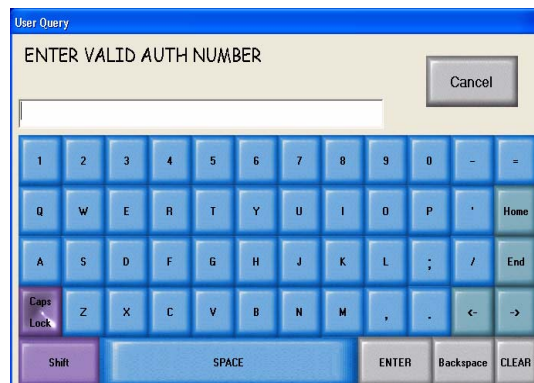 User Query
ENTER VALID AUTH NUMBER
Cancel
1 2 3 4 5 6 7 8 9 0 - =
Q W E R T Y U I O P ' Home
A S D F G H J K L ; / End
Caps Lock Z X C V B N M , . <- ->
Shift SPACE ENTER Backspace CLEAR